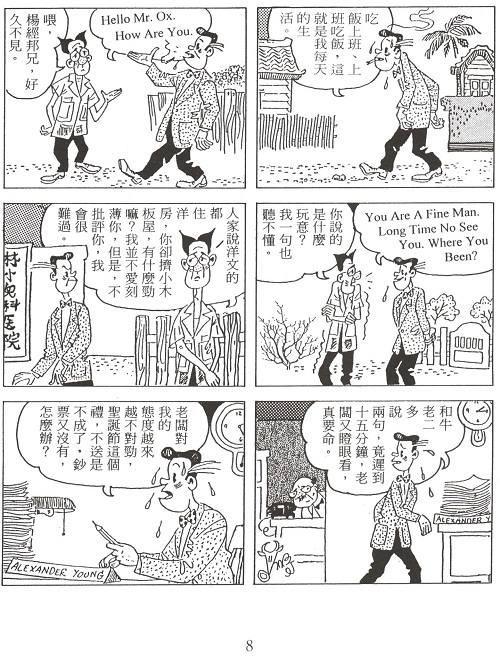 吃
飯上班、上
班吃飯,這
就是我每天
的生
活。
Hello Mr. Ox.
How Are You.
喂,
楊經邦兄,好
久不見。
You Are A Fine Man.
Long Time No See
You. Where You
Been?
你說的
是什麼
玩意?
我一句也
聽不懂。
人家說洋文的
都住洋
房,你卻擠小木
板屋,有什麼勁
嘛?我並不愛刻
薄你,但是,不
批評你,我
會很
難過。
林小兒科医院
和牛
老二
多說
兩句,竟遲到
十五分鐘,老
闆又瞪眼看,
真要命。
ALEXANDER Y
老闆對
我的
態度越來
越不對勁,
聖誕節這個
禮,不送是
不成了,鈔
票又沒有,
怎麼辦?
ALEXANDER YOUNG
8